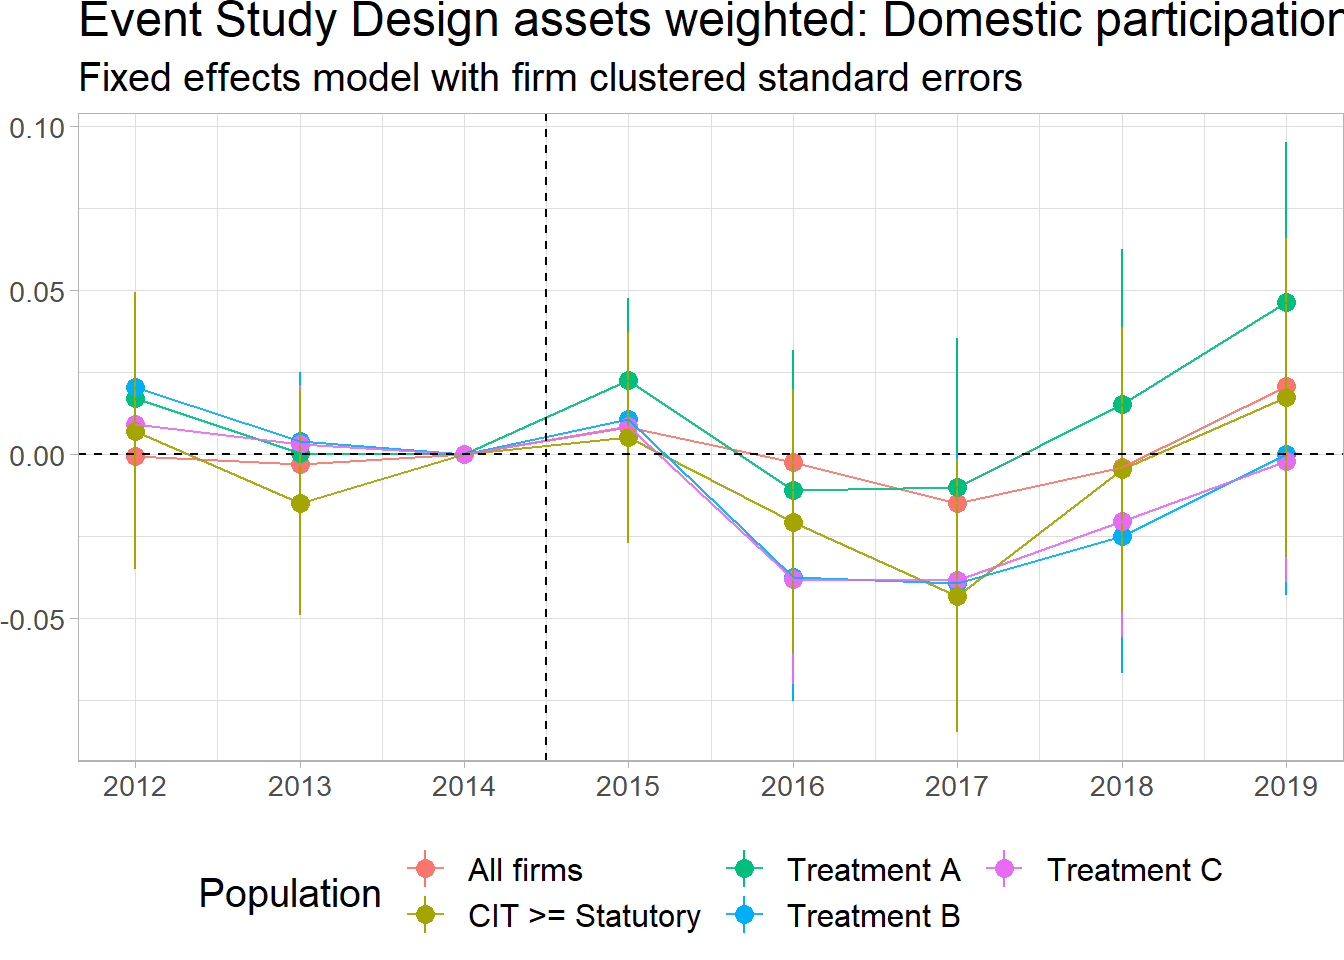 Event Study Design assets weighted: Domestic participation
Fixed effects model with firm clustered standard errors
0.10
0.05
0.00
-0.05
2012 2013 2014 2015 2016 2017 2018 2019
Population
All firms Treatment A Treatment C
CIT >= Statutory Treatment B